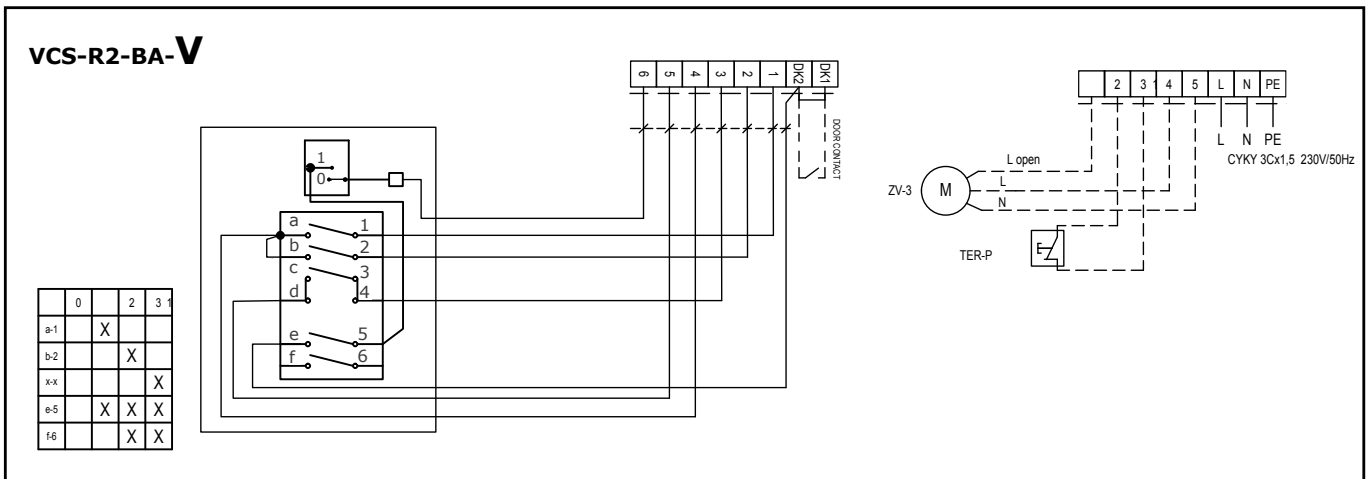 VCS-R2-BA-V
6 5 4 3 2 1 DK2 DK1
DOOR CONTACT
1
0
a 1
b 2
c 3
d 4
e 5
f 6
0 2 3 1
a-1 X
b-2 X
x-x X
e-5 X X X
f-6 X X
2 3 1 4 5 L N PE
L N PE
CYKY 3Cx1,5 230V/50Hz
L open
L
N
ZV-3
M
TER-P
E